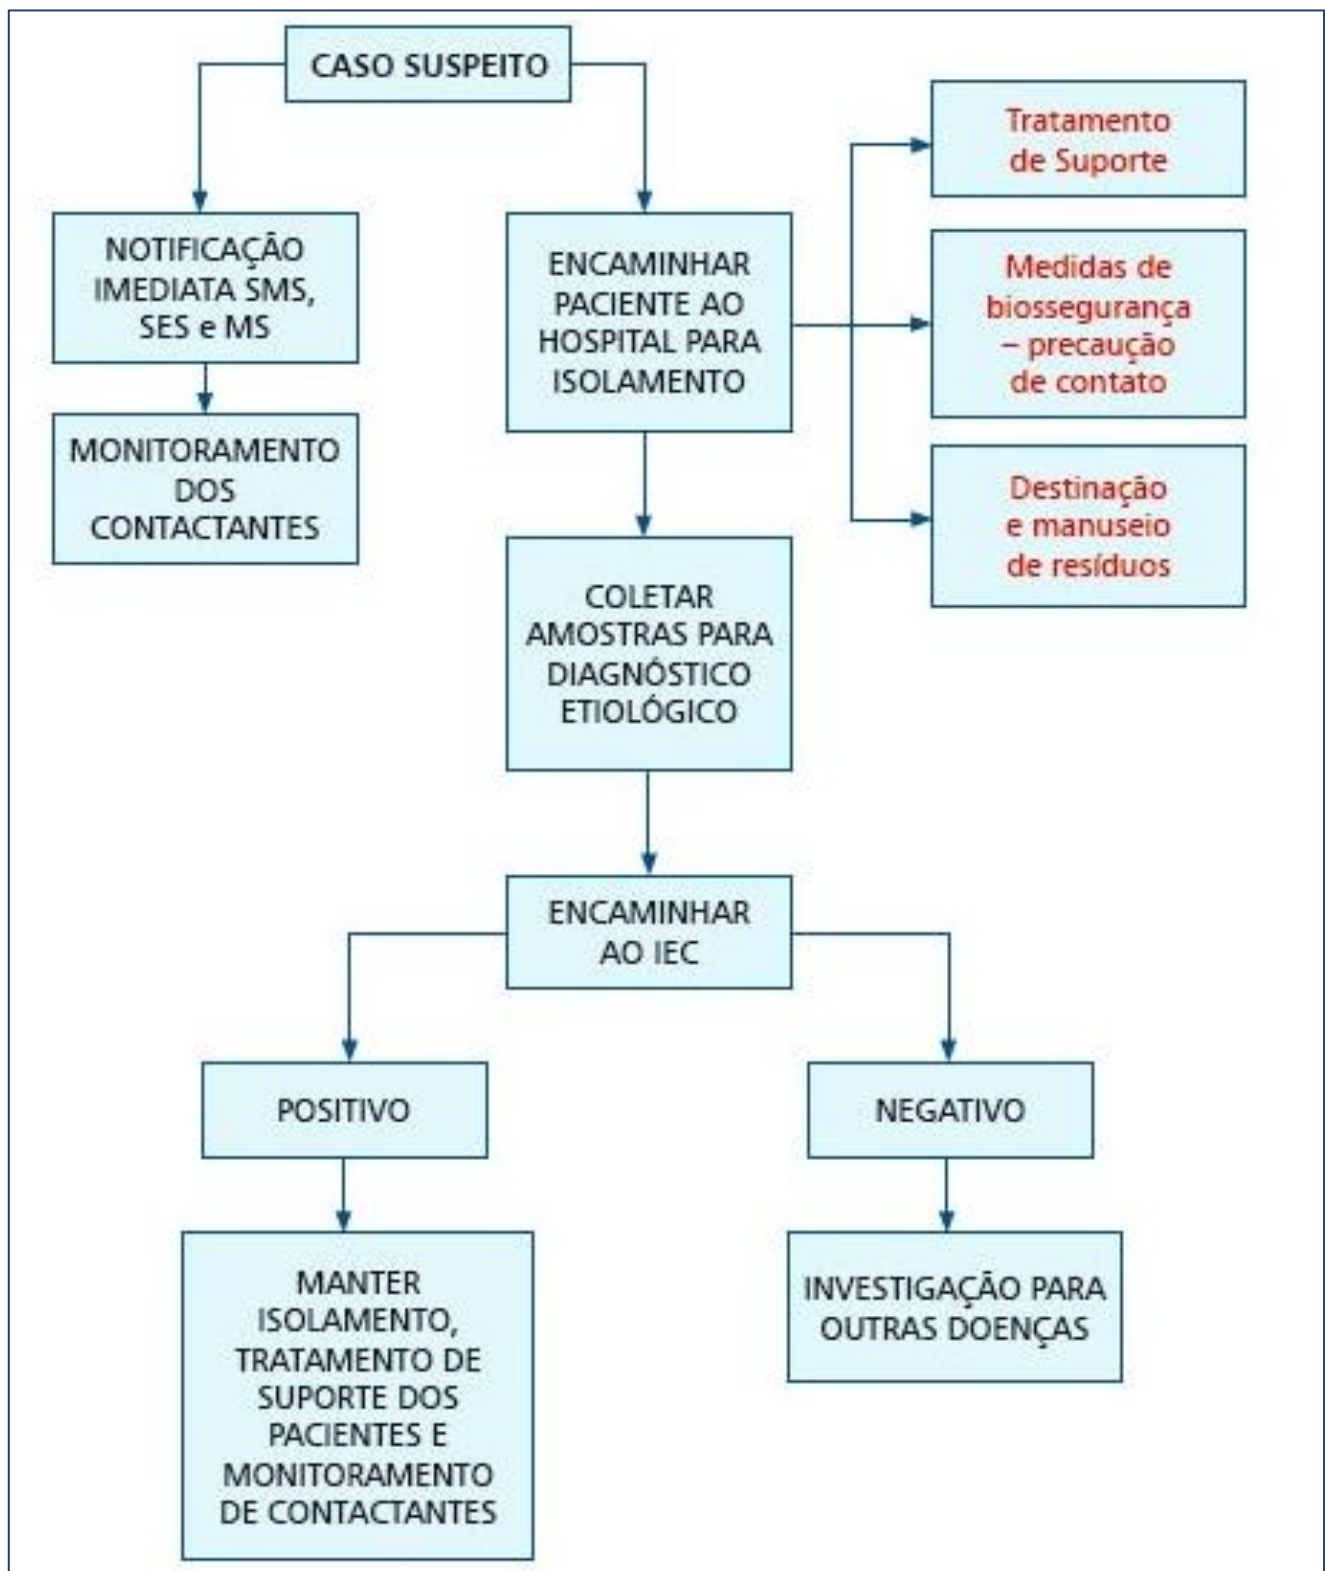 CASO SUSPEITO
NOTIFICAÇÃO
IMEDIATA SMS,
SES e MS
MONITORAMENTO
DOS
CONTACTANTES
ENCAMINHAR
PACIENTE AO
HOSPITAL PARA
ISOLAMENTO
Tratamento
de Suporte
Medidas de
biossegurança
– precaução
de contato
Destinação
e manuseio
de resíduos
COLETAR
AMOSTRAS PARA
DIAGNÓSTICO
ETIOLÓGICO
ENCAMINHAR
AO IEC
POSITIVO
MANTER
ISOLAMENTO,
TRATAMENTO DE
SUPORTE DOS
PACIENTES E
MONITORAMENTO
DE CONTACTANTES
NEGATIVO
INVESTIGAÇÃO PARA
OUTRAS DOENÇAS